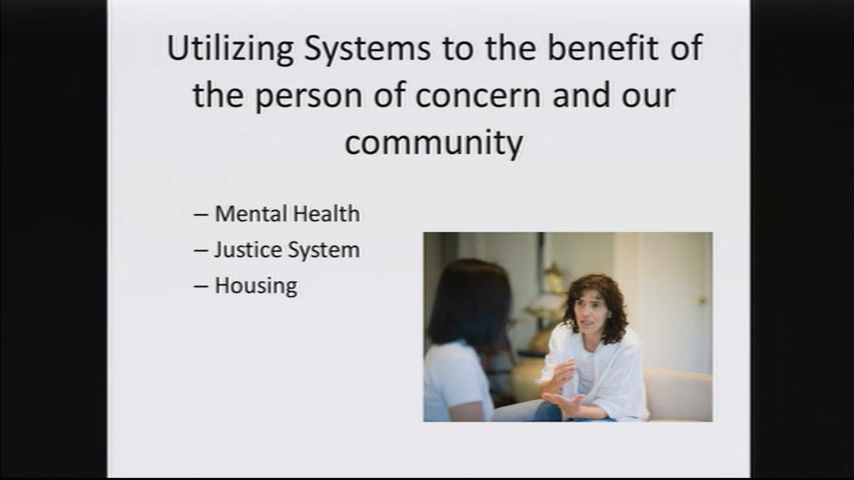 Utilizing Systems to the benefit of
the person of concern and our
community
– Mental Health
– Justice System
– Housing